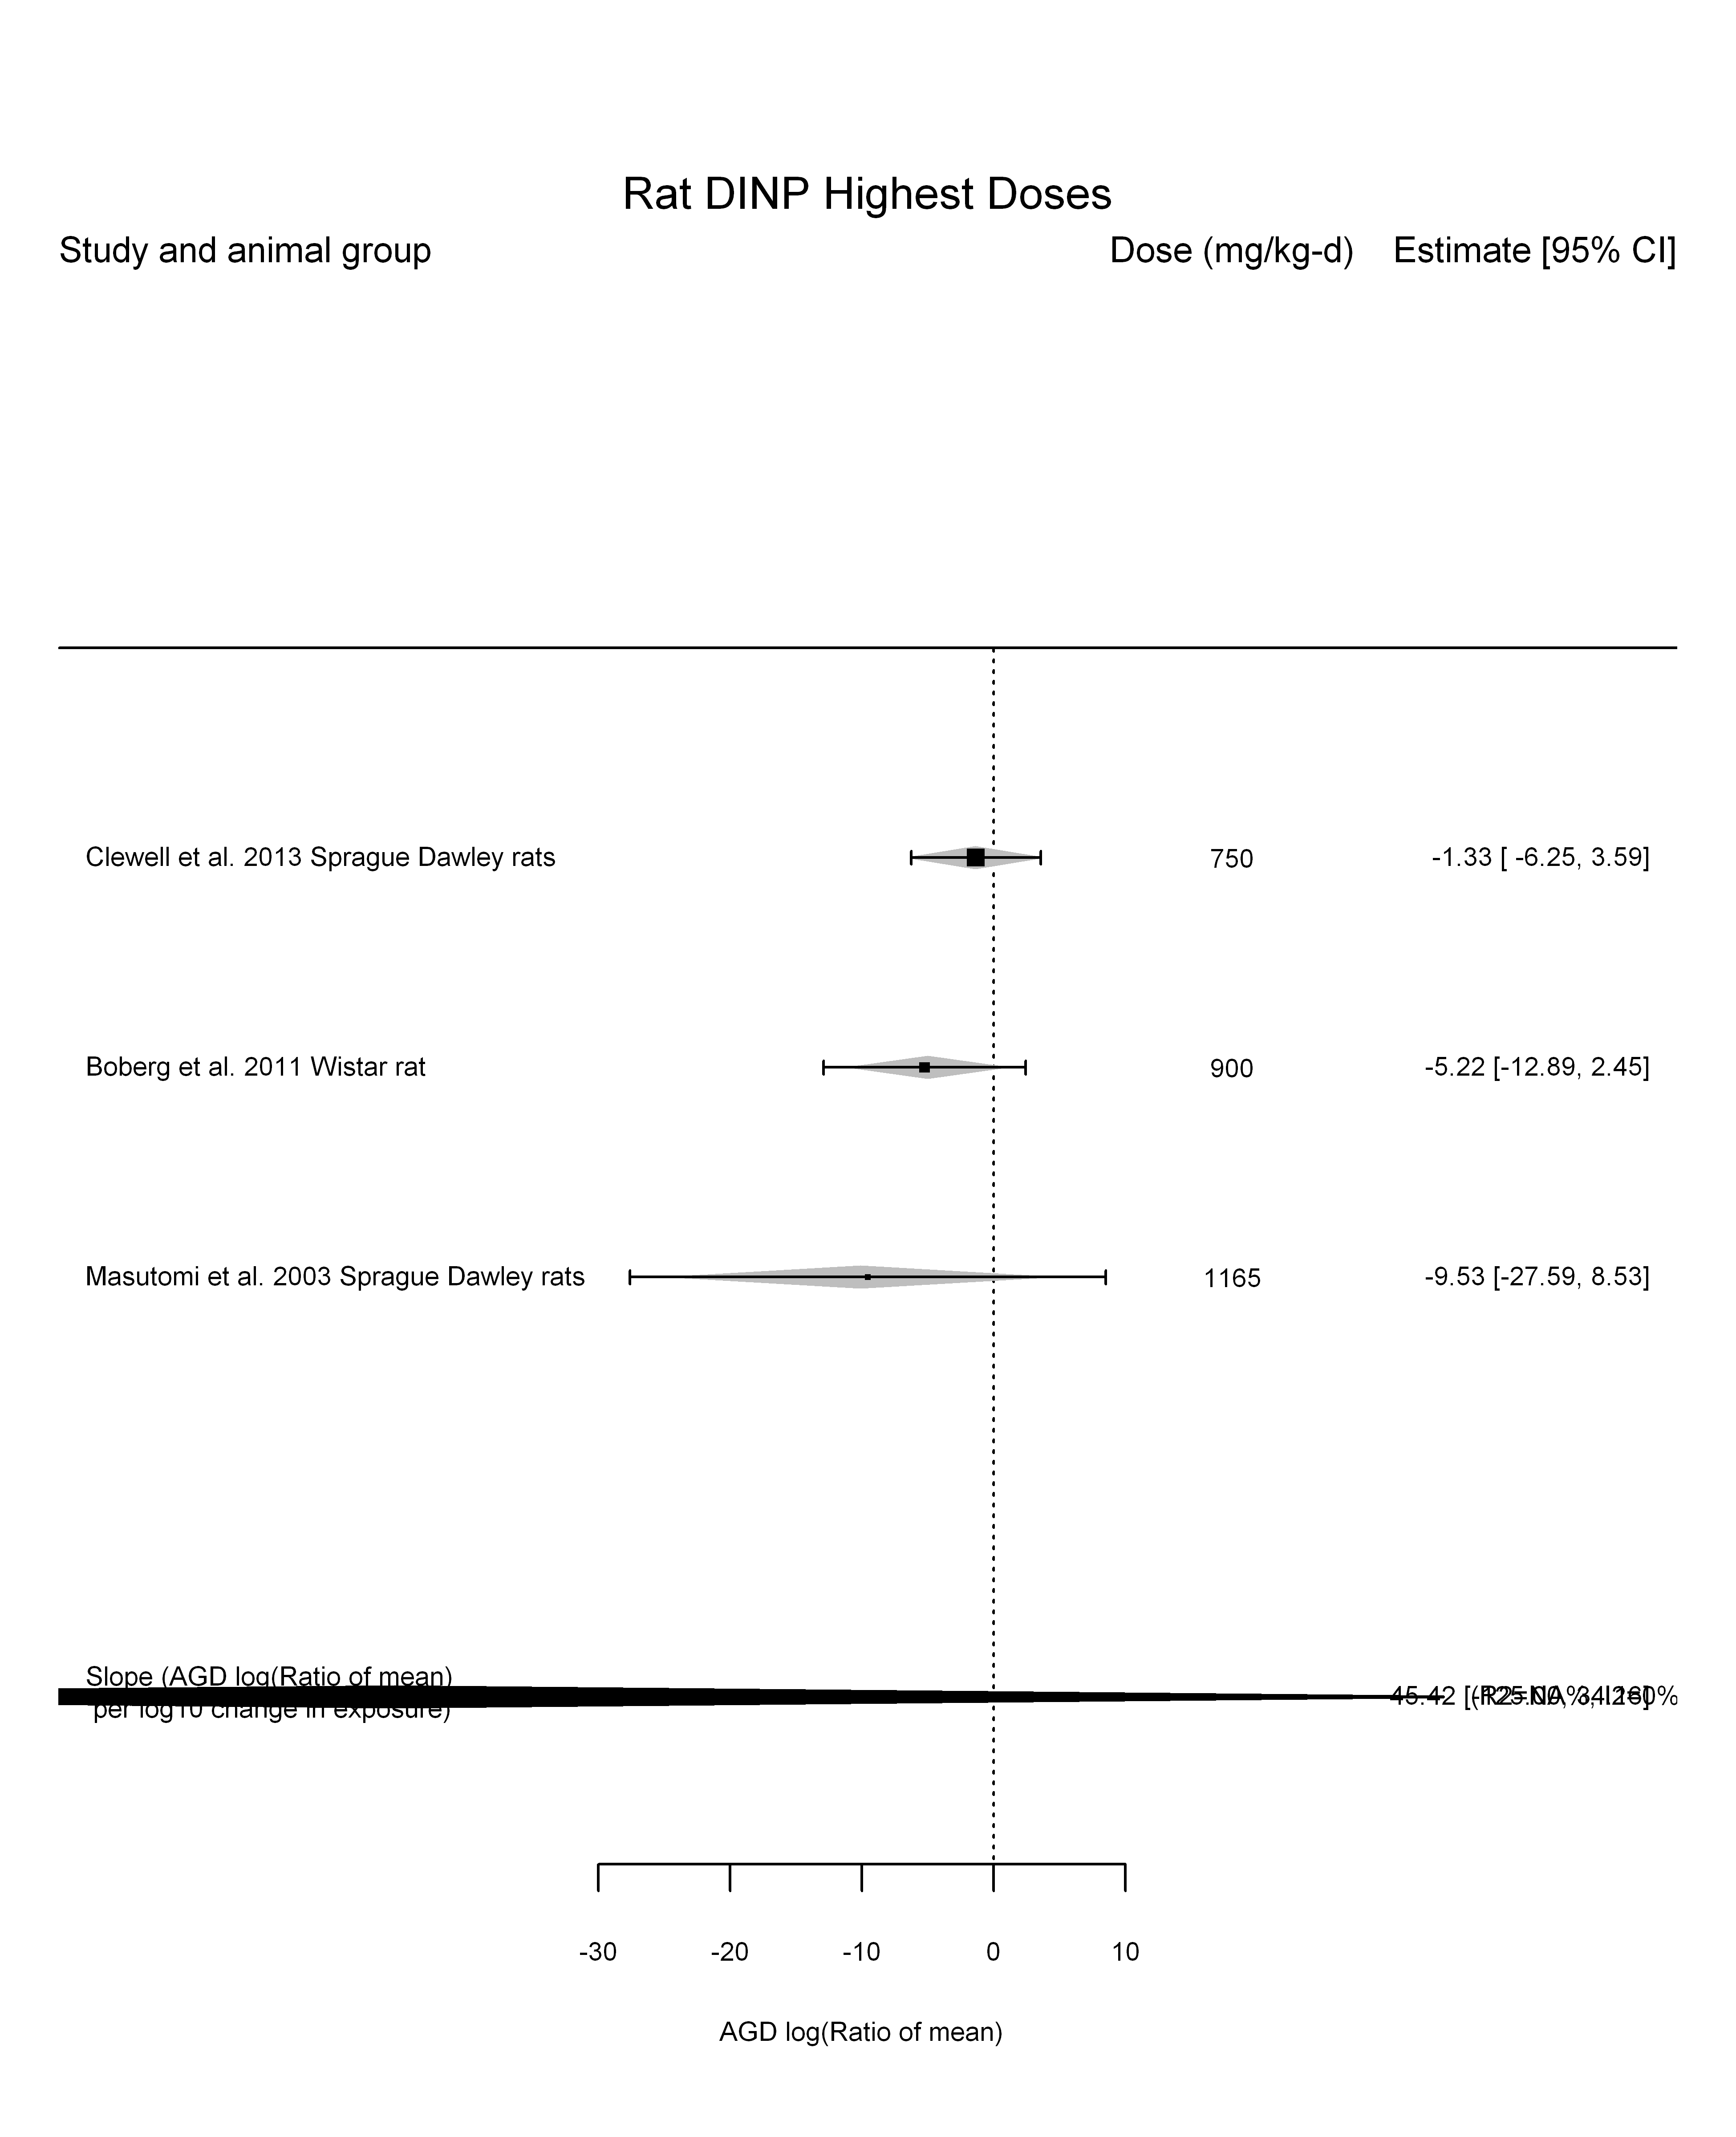 Rat DINP Highest Doses
Study and animal group Dose (mg/kg-d) Estimate [95% CI]
Clewell et al. 2013 Sprague Dawley rats 750 -1.33 [ -6.25, 3.59]
Boberg et al. 2011 Wistar rat 900 -5.22 [-12.89, 2.45]
Masutomi et al. 2003 Sprague Dawley rats 1165 -9.53 [-27.59, 8.53]
Slope (AGD log(Ratio of mean)
per log10 change in exposure)
-30 -20 -10 0 10
AGD log(Ratio of mean)